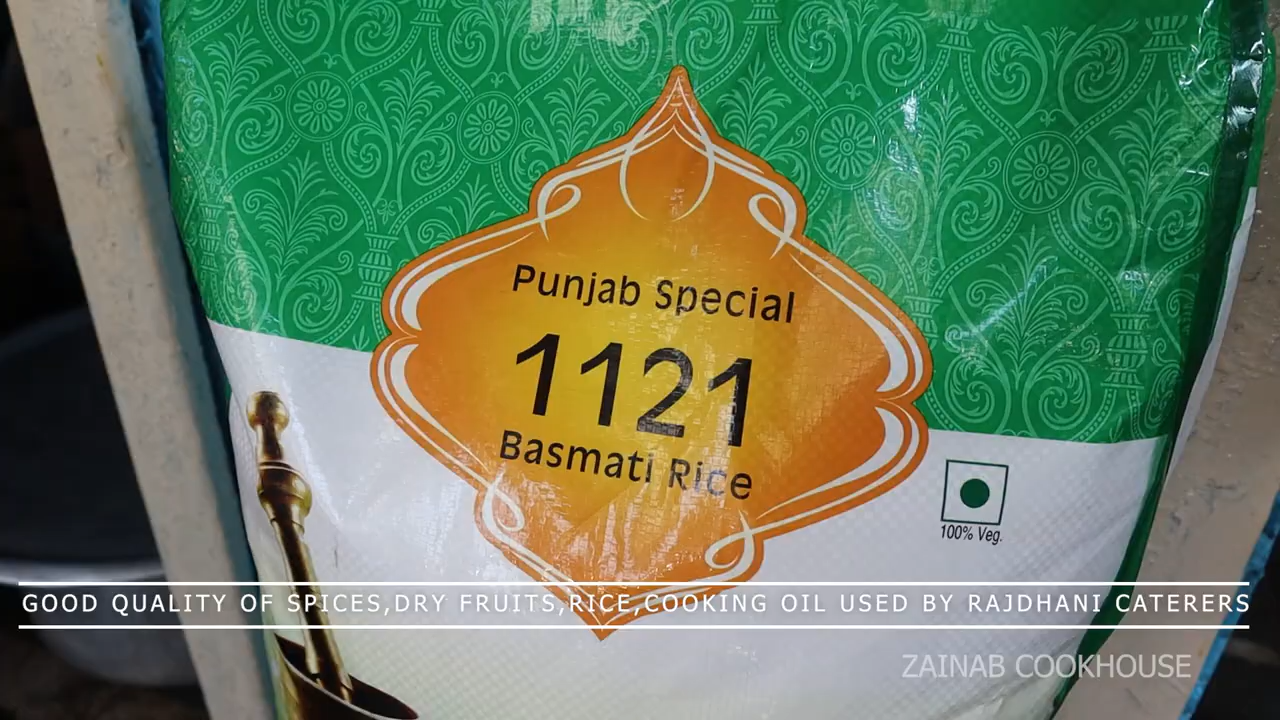 Punjab Special
1121
Basmati Rice
100% Veg.
GOOD QUALITY OF SPICES,DRY FRUITS,RICE,COOKING OIL USED BY RAJDHANI CATERERS
ZAINAB COOKHOUSE